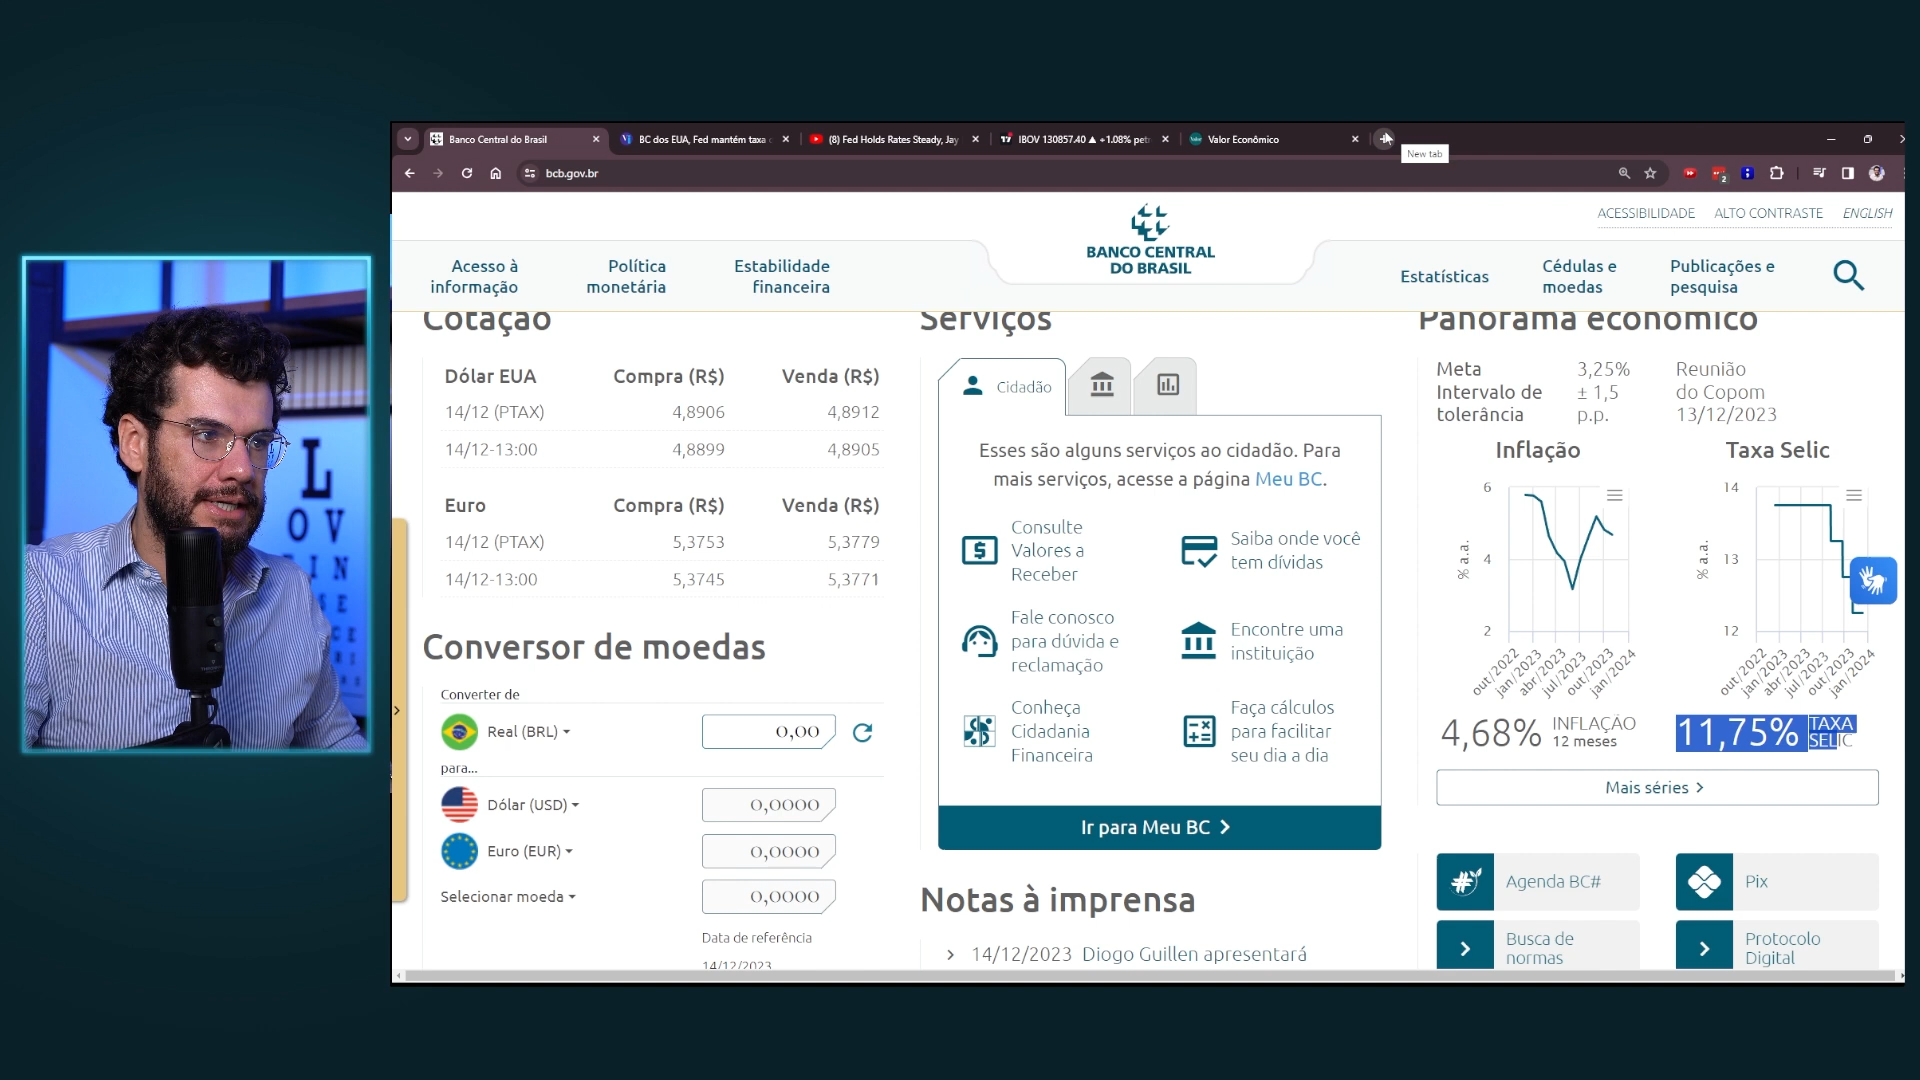 Banco Central do Brasil
BC dos EUA, Fed mantém taxa
(8) Fed Holds Rates Steady, Jay
IBOV 130857.40 ▲ +1.08% pet
Valor Econômico
New tab
bcb.gov.br
2
ACESSIBILIDADE ALTO CONTRASTE ENGLISH
BANCO CENTRAL
DO BRASIL
Acesso à
informação
Política
monetária
Estabilidade
financeira
Estatísticas
Cédulas e
moedas
Publicações e
pesquisa
Cotação
Dólar EUA Compra (R$) Venda (R$)
14/12 (PTAX) 4,8906 4,8912
14/12-13:00 4,8899 4,8905
Euro Compra (R$) Venda (R$)
14/12 (PTAX) 5,3753 5,3779
14/12-13:00 5,3745 5,3771
Conversor de moedas
Converter de
Real (BRL) 0,00
para...
Dólar (USD) 0,0000
Euro (EUR) 0,0000
Selecionar moeda 0,0000
Data de referência
14/12/2023
Serviços
Cidadão
Esses são alguns serviços ao cidadão. Para
mais serviços, acesse a página Meu BC.
Consulte
Valores a
Receber
Saiba onde você
tem dívidas
Fale conosco
para dúvida e
reclamação
Encontre uma
instituição
Conheça
Cidadania
Financeira
Faça cálculos
para facilitar
seu dia a dia
Ir para Meu BC
Notas à imprensa
14/12/2023 Diogo Guillen apresentará
Panorama econômico
Meta 3,25%
Intervalo de ± 1,5
tolerância p.p.
Reunião
do Copom
13/12/2023
Inflação
6
4
2
% a.a.
out/2022
jan/2023
abr/2023
jul/2023
out/2023
jan/2024
Taxa Selic
14
13
12
% a.a.
out/2022
jan/2023
abr/2023
jul/2023
out/2023
jan/2024
4,68% INFLAÇÃO
12 meses
11,75% TAXA
SELIC
Mais séries
Agenda BC#
Pix
Busca de
normas
Protocolo
Digital
L
O V